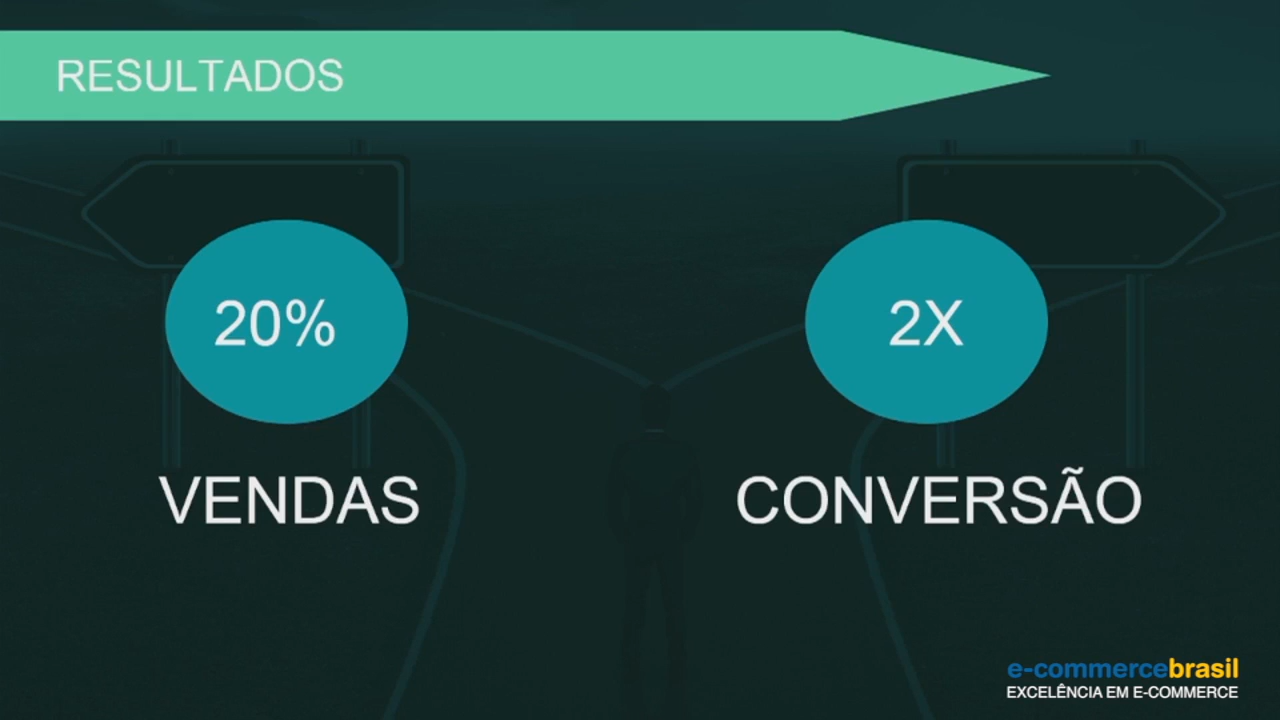 RESULTADOS
20%
2X
VENDAS
CONVERSÃO
e-commercebrasil
EXCELÊNCIA EM E-COMMERCE